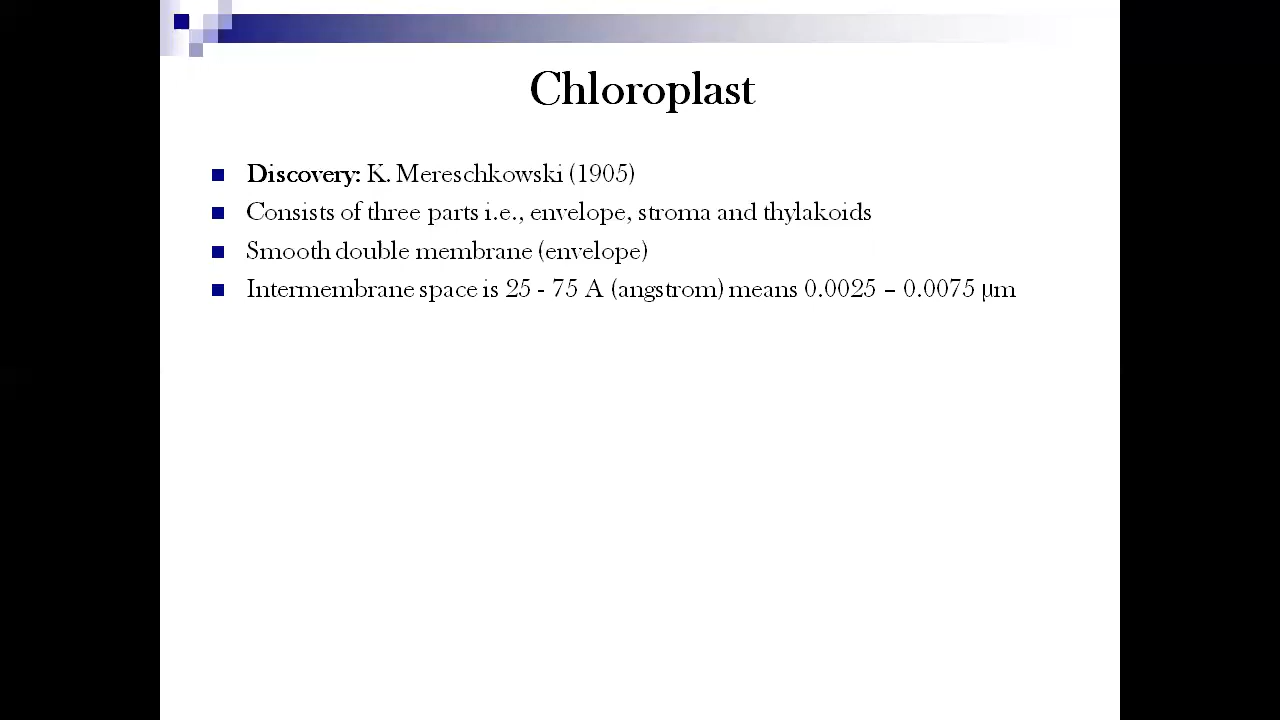 Chloroplast
Discovery: K. Mereschkowski (1905)
Consists of three parts i.e., envelope, stroma and thylakoids
Smooth double membrane (envelope)
Intermembrane space is 25 - 75 A (angstrom) means 0.0025 – 0.0075 µm